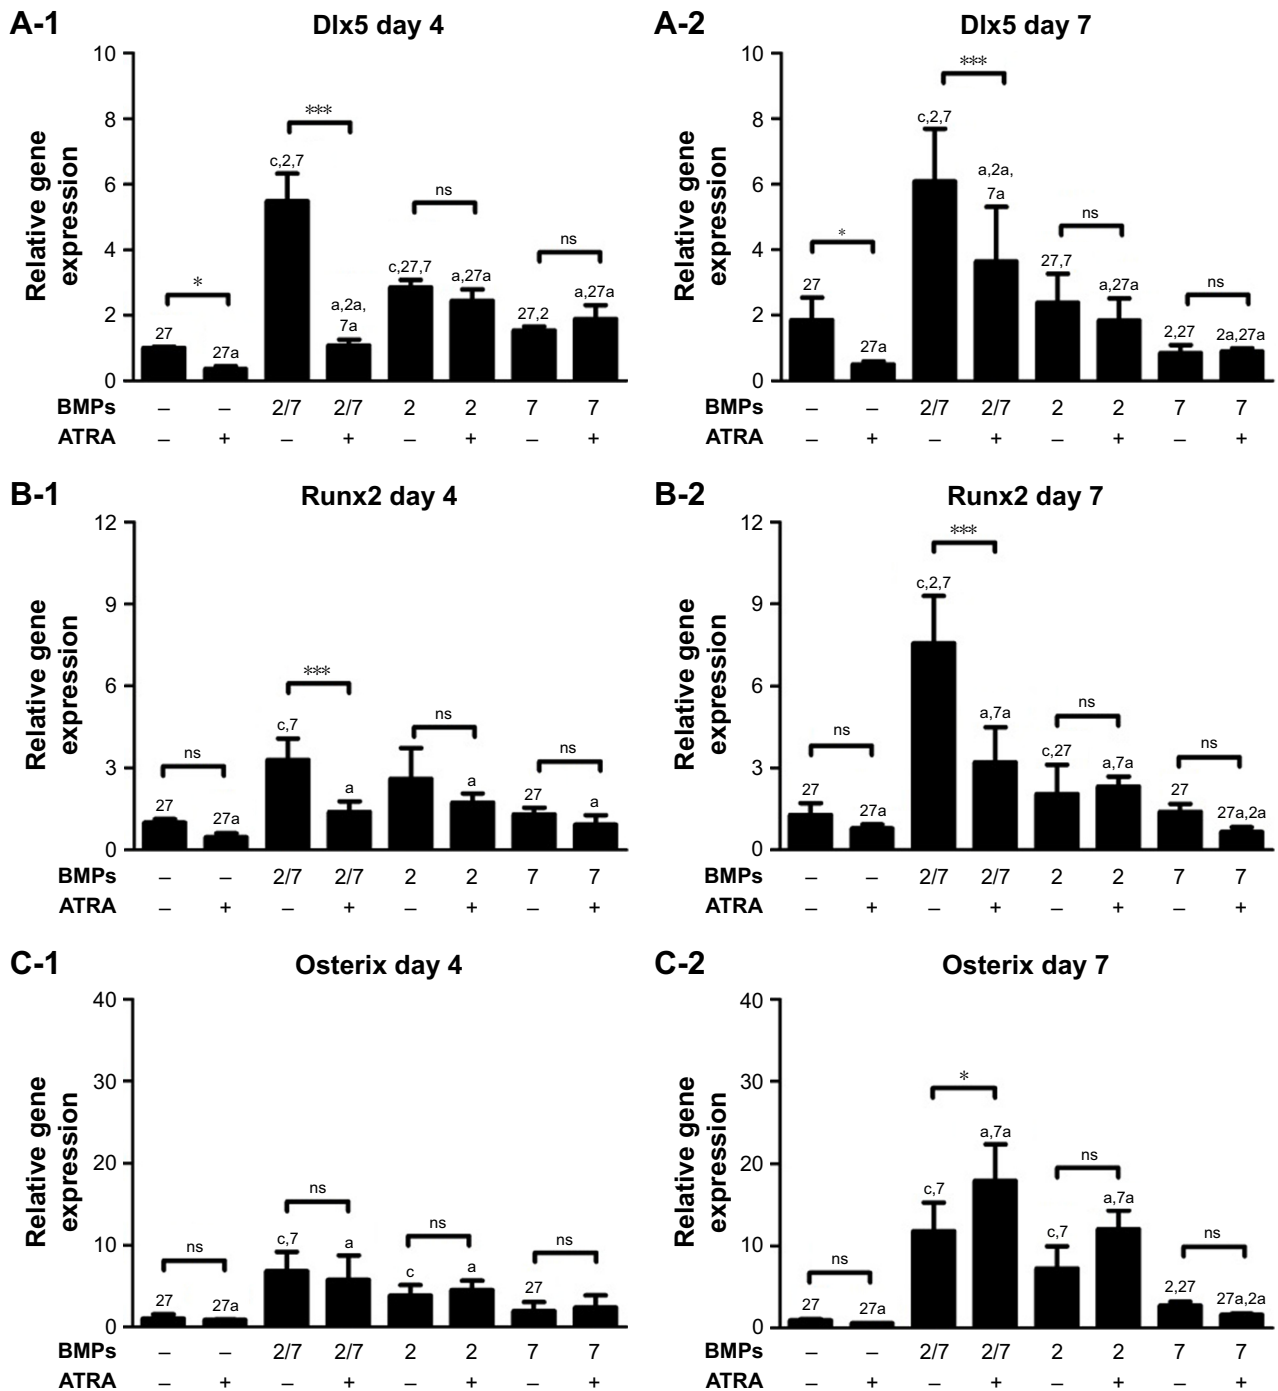 A-1
Dlx5 day 4
Relative gene
expression
10
8
6
4
2
0
*
***
ns
ns
27
27a
c,2,7
a,2a,
7a
c,27,7
a,27a
27,2
a,27a
BMPs – – 2/7 2/7 2 2 7 7
ATRA – + – + – + – +
A-2
Dlx5 day 7
Relative gene
expression
10
8
6
4
2
0
*
***
ns
ns
27
27a
c,2,7
a,2a,
7a
27,7
a,27a
2,27
2a,27a
BMPs – – 2/7 2/7 2 2 7 7
ATRA – + – + – + – +
B-1
Runx2 day 4
Relative gene
expression
12
9
6
3
0
ns
***
ns
ns
27
27a
c,7
a
a
27
a
BMPs – – 2/7 2/7 2 2 7 7
ATRA – + – + – + – +
B-2
Runx2 day 7
Relative gene
expression
12
9
6
3
0
ns
***
ns
ns
27
27a
c,2,7
a,7a
c,27
a,7a
27
27a,2a
BMPs – – 2/7 2/7 2 2 7 7
ATRA – + – + – + – +
C-1
Osterix day 4
Relative gene
expression
40
30
20
10
0
ns
ns
ns
ns
27
27a
c,7
a
c
a
27
BMPs – – 2/7 2/7 2 2 7 7
ATRA – + – + – + – +
C-2
Osterix day 7
Relative gene
expression
40
30
20
10
0
ns
*
ns
ns
27
27a
c,7
a,7a
c,7
a,7a
2,27
27a,2a
BMPs – – 2/7 2/7 2 2 7 7
ATRA – + – + – + – +